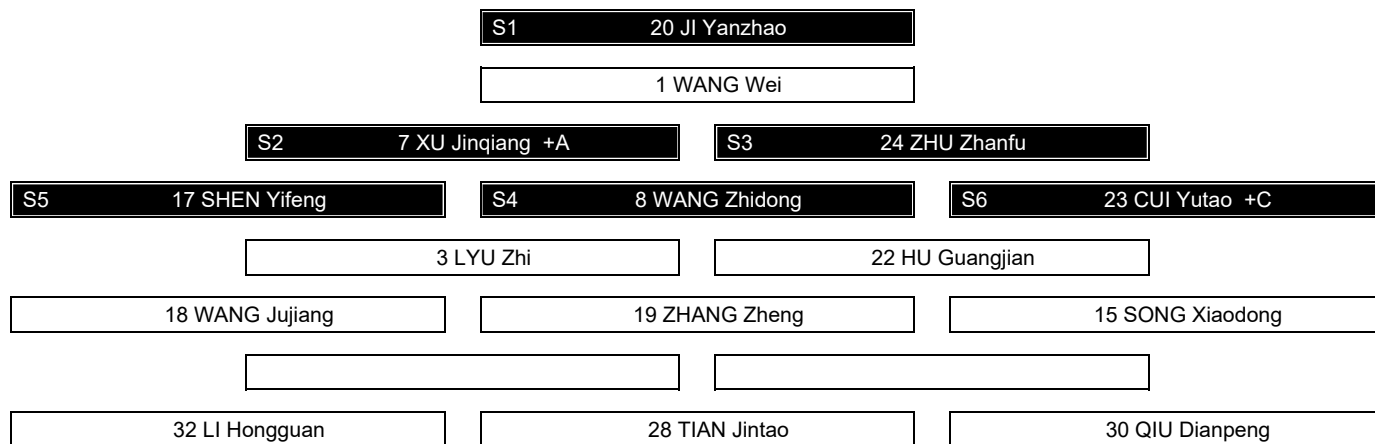 S1 20 JI Yanzhao
1 WANG Wei
S2 7 XU Jinqiang +A S3 24 ZHU Zhanfu
S5 17 SHEN Yifeng S4 8 WANG Zhidong S6 23 CUI Yutao +C
3 LYU Zhi 22 HU Guangjian
18 WANG Jujiang 19 ZHANG Zheng 15 SONG Xiaodong
32 LI Hongguan 28 TIAN Jintao 30 QIU Dianpeng